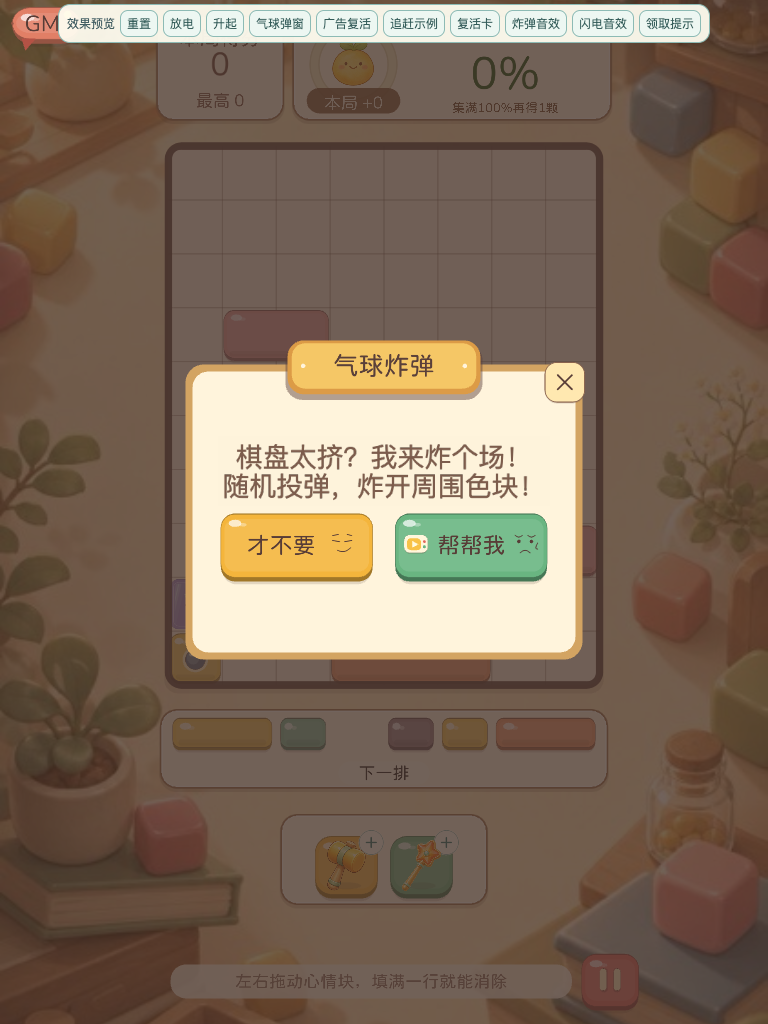 GM
效果预览 重置 放电 升起 气球弹窗 广告复活 追赶示例 复活卡 炸弹音效 闪电音效 领取提示
0
最高 0
本局 +0
0%
集满100%再得1颗
气球炸弹
棋盘太挤？我来炸个场！
随机投弹，炸开周围色块！
才不要
帮帮我
下一排
左右拖动心情块，填满一行就能消除